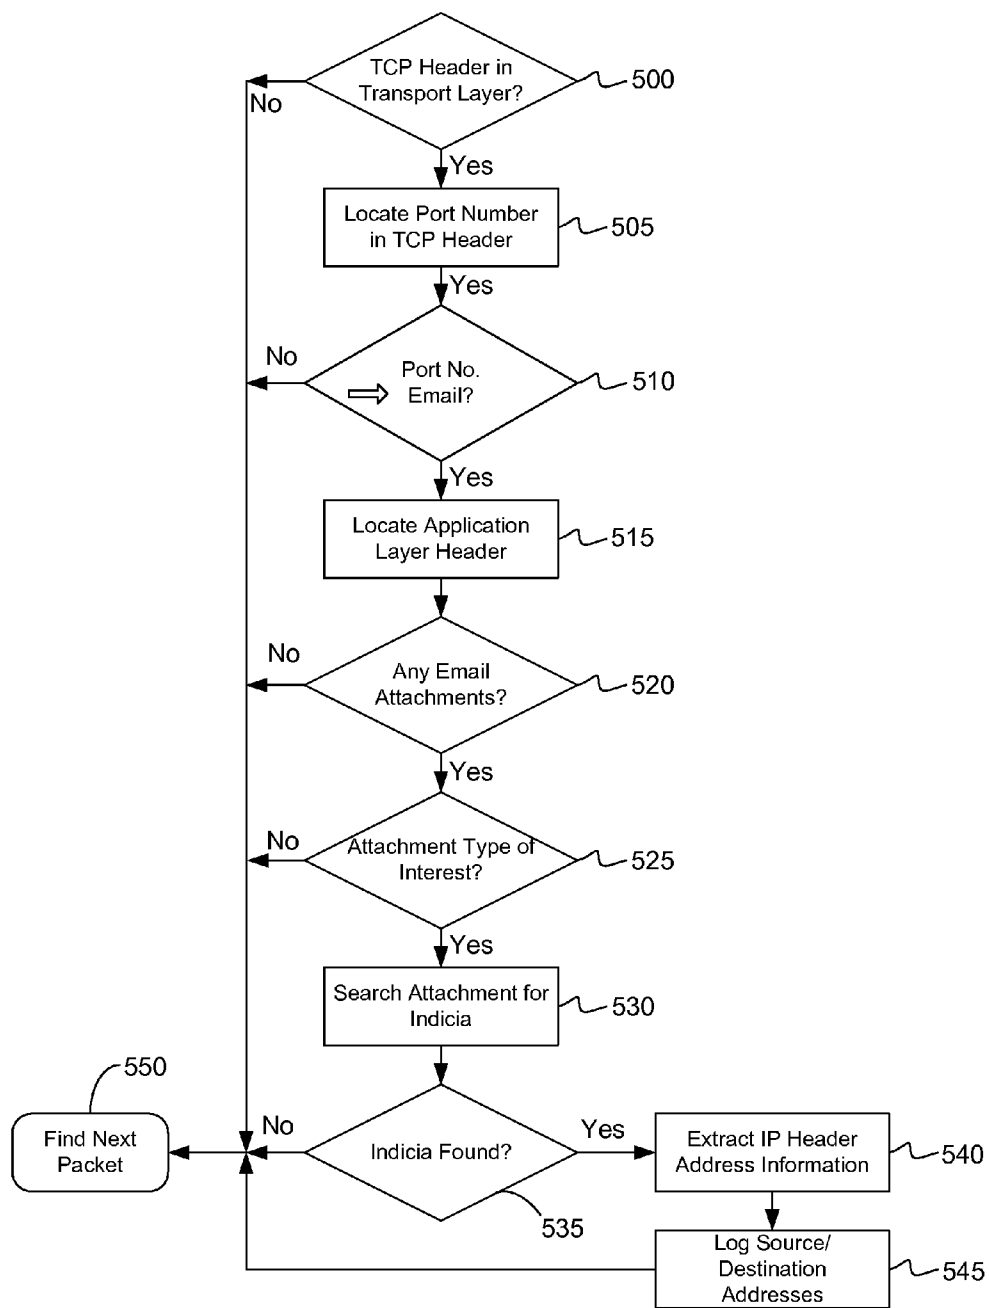 TCP Header in
Transport Layer?
500
No
Yes
Locate Port Number
in TCP Header
505
Yes
No
Port No.
Email?
510
Yes
Locate Application
Layer Header
515
No
Any Email
Attachments?
520
Yes
No
Attachment Type of
Interest?
525
Yes
Search Attachment for
Indicia
530
550
Find Next
Packet
No
Indicia Found?
535
Yes
Extract IP Header
Address Information
540
Log Source/
Destination
Addresses
545